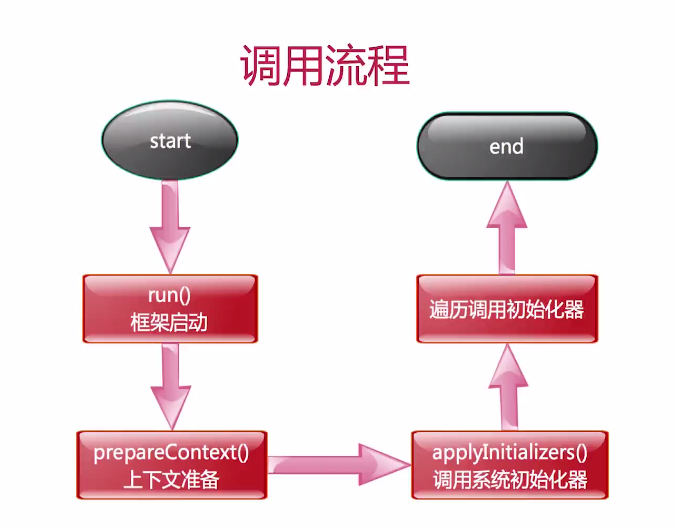 调用流程
start
run()
框架启动
prepareContext()
上下文准备
applyInitializers()
调用系统初始化器
遍历调用初始化器
end